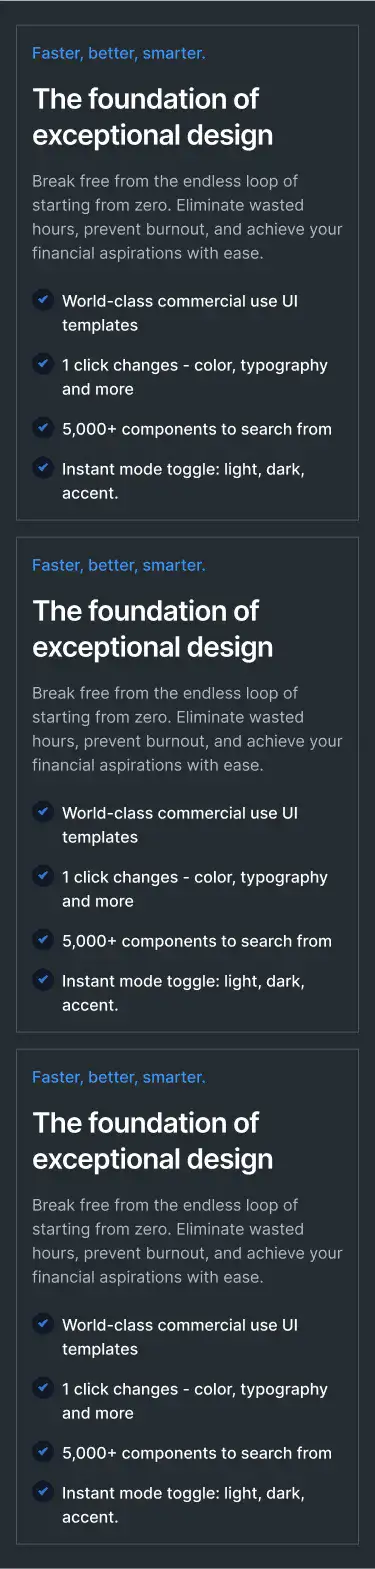 Faster, better, smarter.
The foundation of
exceptional design
Break free from the endless loop of
starting from zero. Eliminate wasted
hours, prevent burnout, and achieve your
financial aspirations with ease.
World-class commercial use UI
templates
1 click changes - color, typography
and more
5,000+ components to search from
Instant mode toggle: light, dark,
accent.
Faster, better, smarter.
The foundation of
exceptional design
Break free from the endless loop of
starting from zero. Eliminate wasted
hours, prevent burnout, and achieve your
financial aspirations with ease.
World-class commercial use UI
templates
1 click changes - color, typography
and more
5,000+ components to search from
Instant mode toggle: light, dark,
accent.
Faster, better, smarter.
The foundation of
exceptional design
Break free from the endless loop of
starting from zero. Eliminate wasted
hours, prevent burnout, and achieve your
financial aspirations with ease.
World-class commercial use UI
templates
1 click changes - color, typography
and more
5,000+ components to search from
Instant mode toggle: light, dark,
accent.